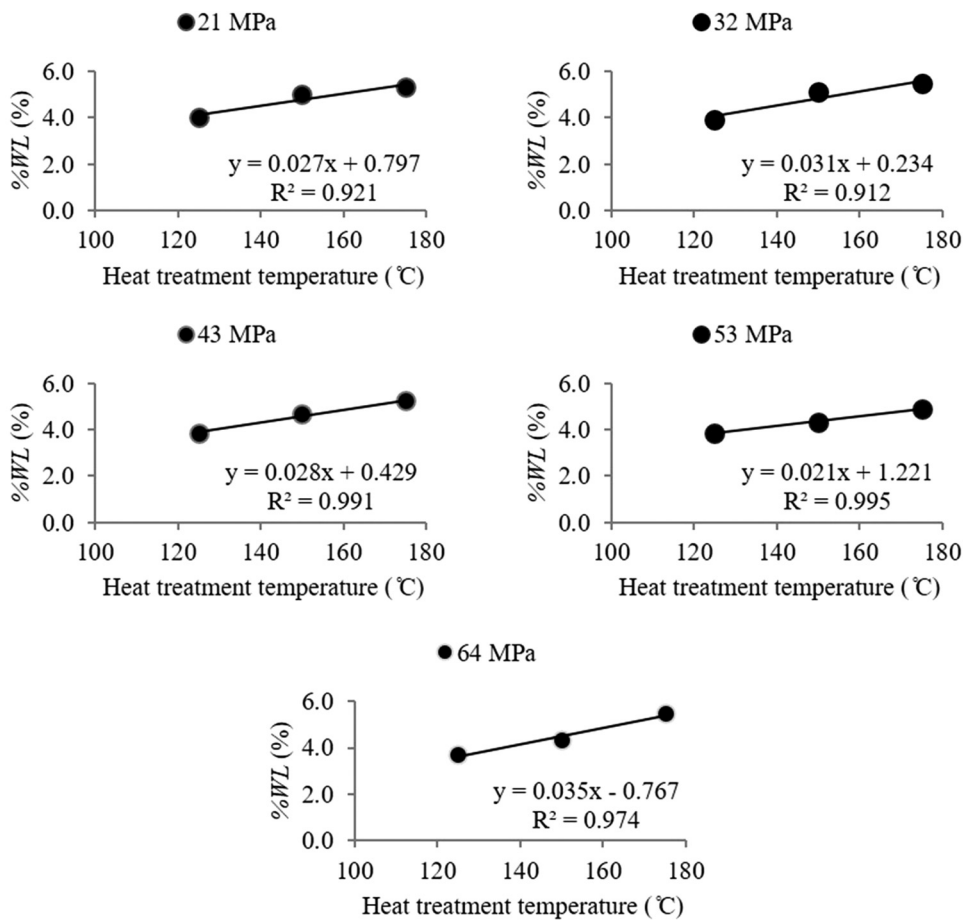 21 MPa
%WL (%)
6.0
4.0
2.0
0.0
y = 0.027x + 0.797
R² = 0.921
100 120 140 160 180
Heat treatment temperature (℃)
32 MPa
%WL (%)
6.0
4.0
2.0
0.0
y = 0.031x + 0.234
R² = 0.912
100 120 140 160 180
Heat treatment temperature (℃)
43 MPa
%WL (%)
6.0
4.0
2.0
0.0
y = 0.028x + 0.429
R² = 0.991
100 120 140 160 180
Heat treatment temperature (℃)
53 MPa
%WL (%)
6.0
4.0
2.0
0.0
y = 0.021x + 1.221
R² = 0.995
100 120 140 160 180
Heat treatment temperature (℃)
64 MPa
%WL (%)
6.0
4.0
2.0
0.0
y = 0.035x - 0.767
R² = 0.974
100 120 140 160 180
Heat treatment temperature (℃)